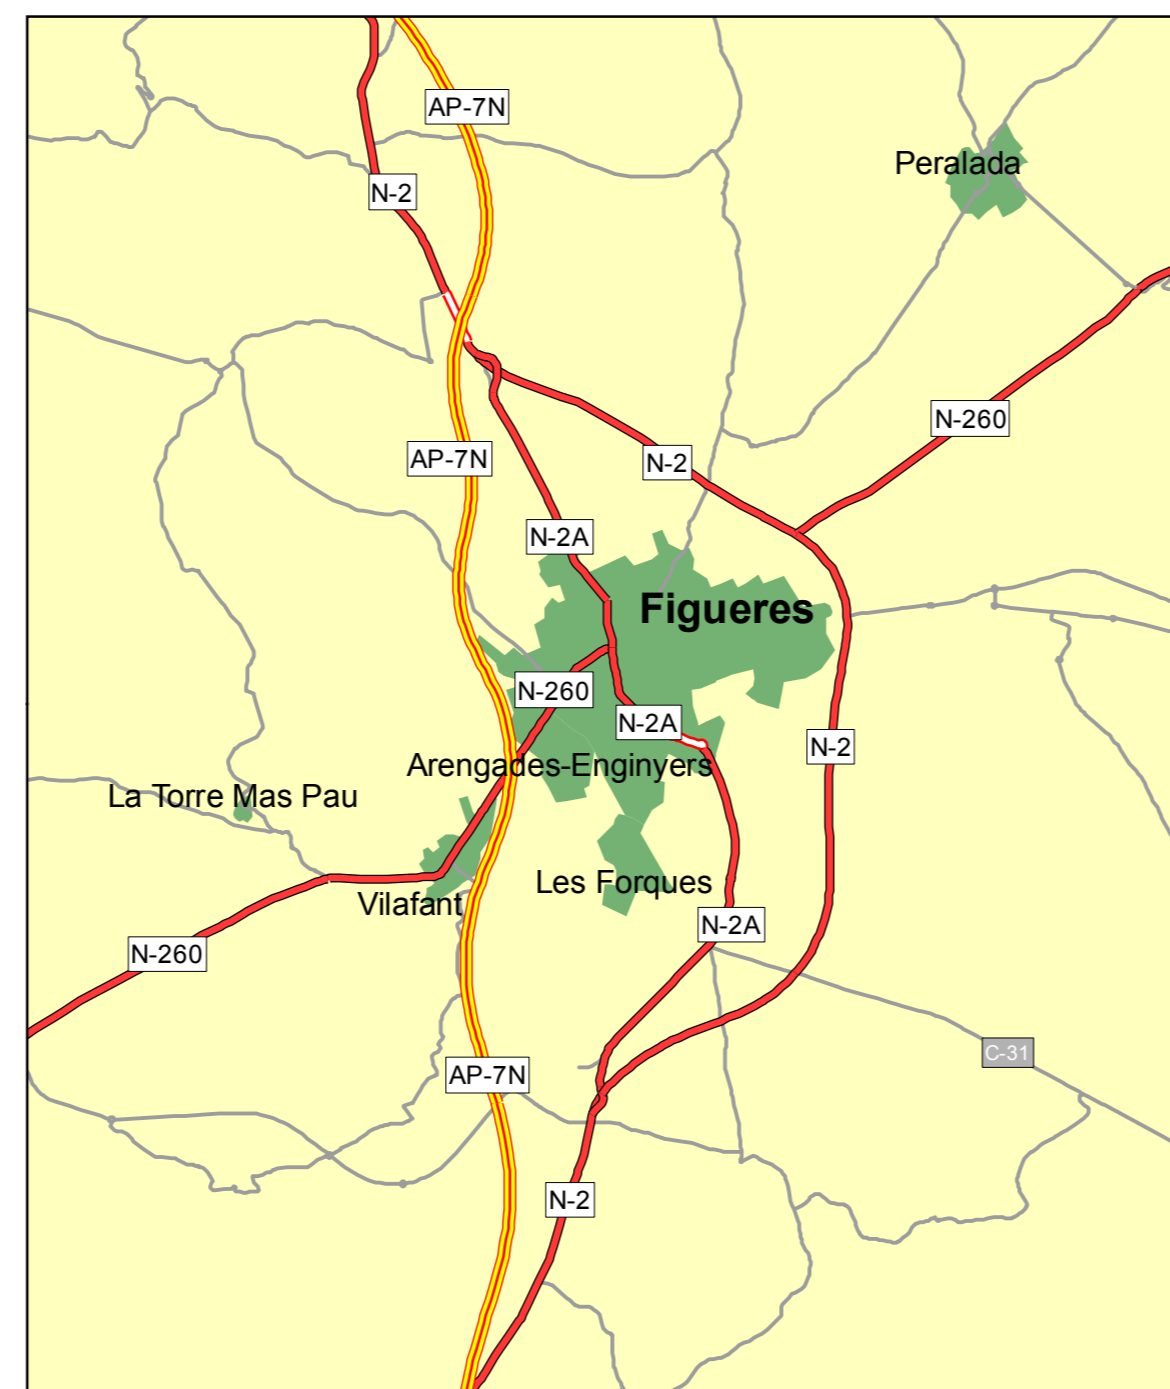 AP-7N
Peralada
N-2
N-260
AP-7N
N-2
N-2A
Figueres
N-260
N-2A
N-2
Arengades-Enginyers
La Torre Mas Pau
Les Forques
Vilafant
N-2A
N-260
C-31
AP-7N
N-2